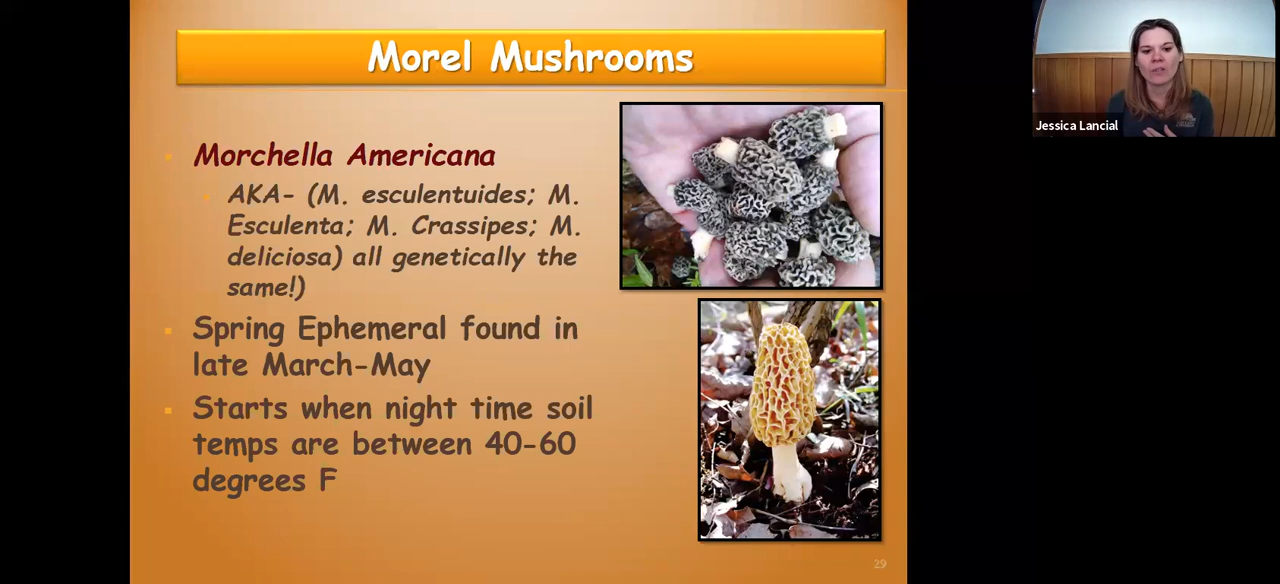 Morel Mushrooms
Morchella Americana
AKA- (M. esculentuides; M.
Esculenta; M. Crassipes; M.
deliciosa) all genetically the
same!)
Spring Ephemeral found in
late March-May
Starts when night time soil
temps are between 40-60
degrees F
29
Jessica Lancial